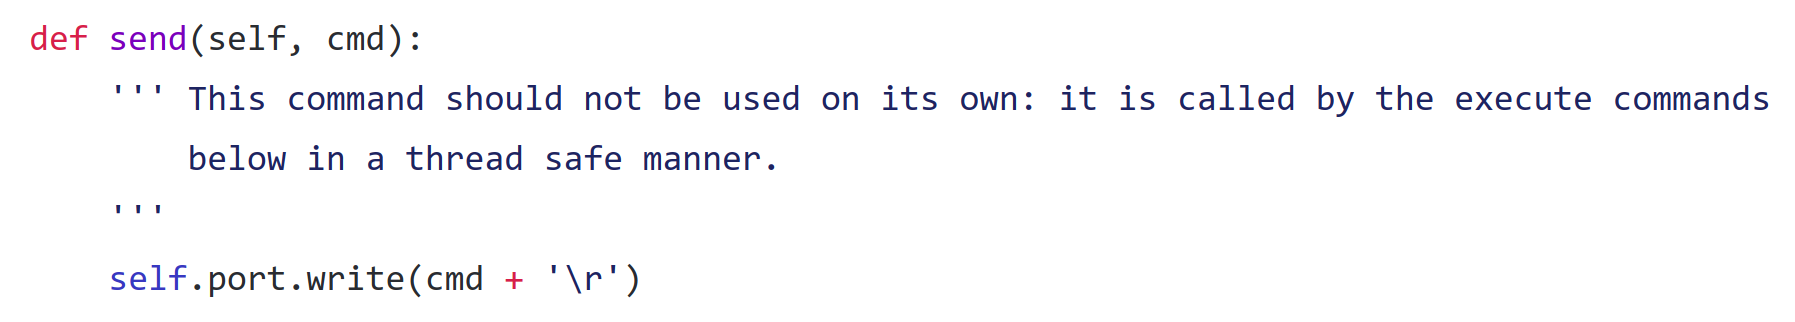 def send(self, cmd):
    ''' This command should not be used on its own: it is called by the execute commands
        below in a thread safe manner.
    '''
    self.port.write(cmd + '\r')